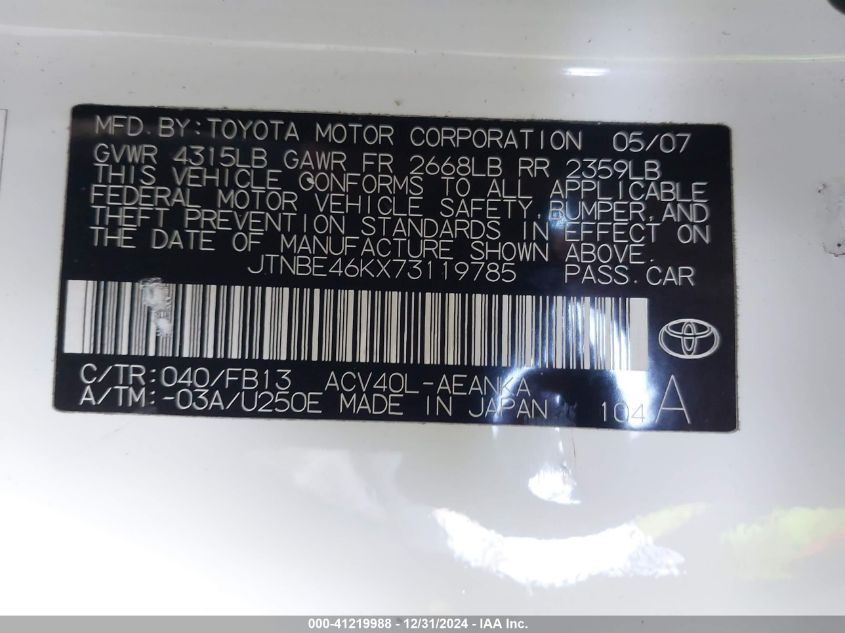 MFD. BY: TOYOTA MOTOR CORPORATION 05/07
GVWR 4315LB GAWR FR 2668LB RR 2359LB
THIS VEHICLE CONFORMS TO ALL APPLICABLE
FEDERAL MOTOR VEHICLE SAFETY, BUMPER, AND
THEFT PREVENTION STANDARDS IN EFFECT ON
THE DATE OF MANUFACTURE SHOWN ABOVE.
JTNBE46KX73119785 PASS. CAR
C/TR: 040/FB13 ACV40L-AEANKA
A/TM: -03A/U250E MADE IN JAPAN 104 A
000-41219988 - 12/31/2024 - IAA Inc.